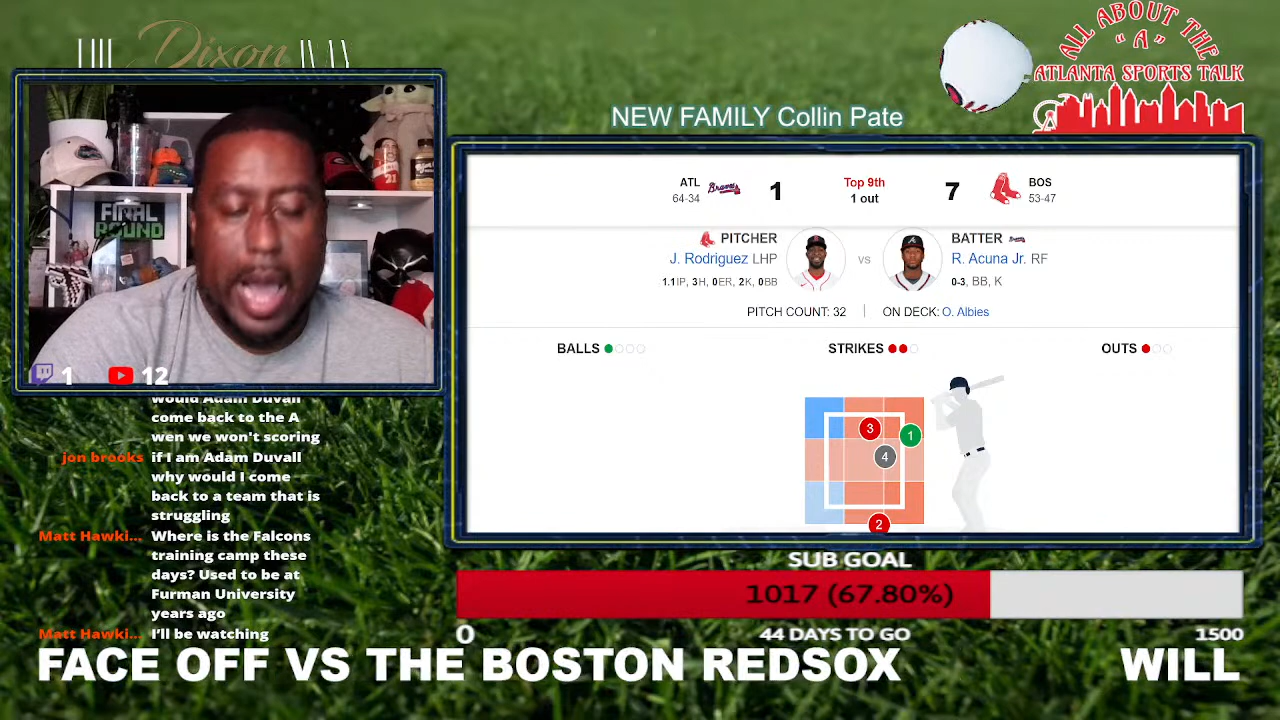 Dixon
ALL ABOUT THE
"A"
ATLANTA SPORTS TALK
NEW FAMILY Collin Pate
FINAL
ROUND
ATL
64-34
Braves
1
Top 9th
1 out
7
BOS
53-47
PITCHER
J. Rodriguez LHP
1.1IP, 3H, 0ER, 2K, 0BB
vs
BATTER
R. Acuna Jr. RF
0-3, BB, K
PITCH COUNT: 32
ON DECK: O. Albies
BALLS
STRIKES
OUTS
3
1
4
2
1
12
would Adam Duvall
come back to the A
wen we won't scoring
jon brooks if I am Adam Duvall
why would I come
back to a team that is
struggling
Matt Hawki... Where is the Falcons
training camp these
days? Used to be at
Furman University
years ago
Matt Hawki... I'll be watching
SUB GOAL
1017 (67.80%)
0
44 DAYS TO GO
1500
FACE OFF VS THE BOSTON REDSOX
WILL